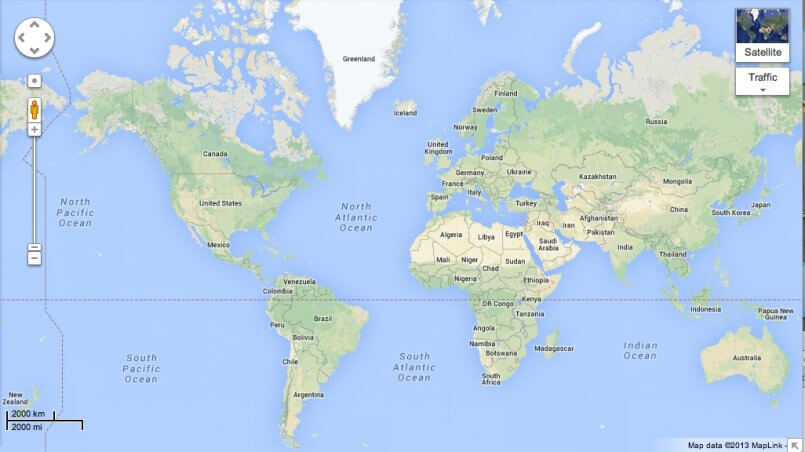 Greenland
Satellite
Traffic
Iceland
Finland
Sweden
Norway
Russia
Canada
United
Kingdom
Poland
Germany
Ukraine
France
Italy
Kazakhstan
Mongolia
Spain
Turkey
China
South Korea
Japan
North
Pacific
Ocean
United States
North
Atlantic
Ocean
Mexico
Algeria
Libya
Egypt
Iraq
Saudi
Arabia
Afghanistan
Pakistan
India
Thailand
Mali
Niger
Chad
Sudan
Nigeria
Ethiopia
Venezuela
Colombia
DR Congo
Kenya
Tanzania
Indonesia
Papua New
Guinea
Peru
Brazil
Bolivia
Angola
Namibia
Botswana
Madagascar
South
Pacific
Ocean
Chile
Argentina
South
Atlantic
Ocean
South
Africa
Indian
Ocean
Australia
New
Zealand
2000 km
2000 mi
Map data ©2013 MapLink -